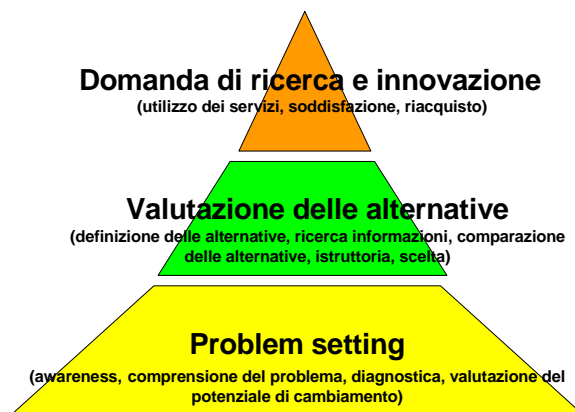 Domanda di ricerca e innovazione
(utilizzo dei servizi, soddisfazione, riacquisto)
Valutazione delle alternative
(definizione delle alternative, ricerca informazioni, comparazione
delle alternative, istruttoria, scelta)
Problem setting
(awareness, comprensione del problema, diagnostica, valutazione del
potenziale di cambiamento)